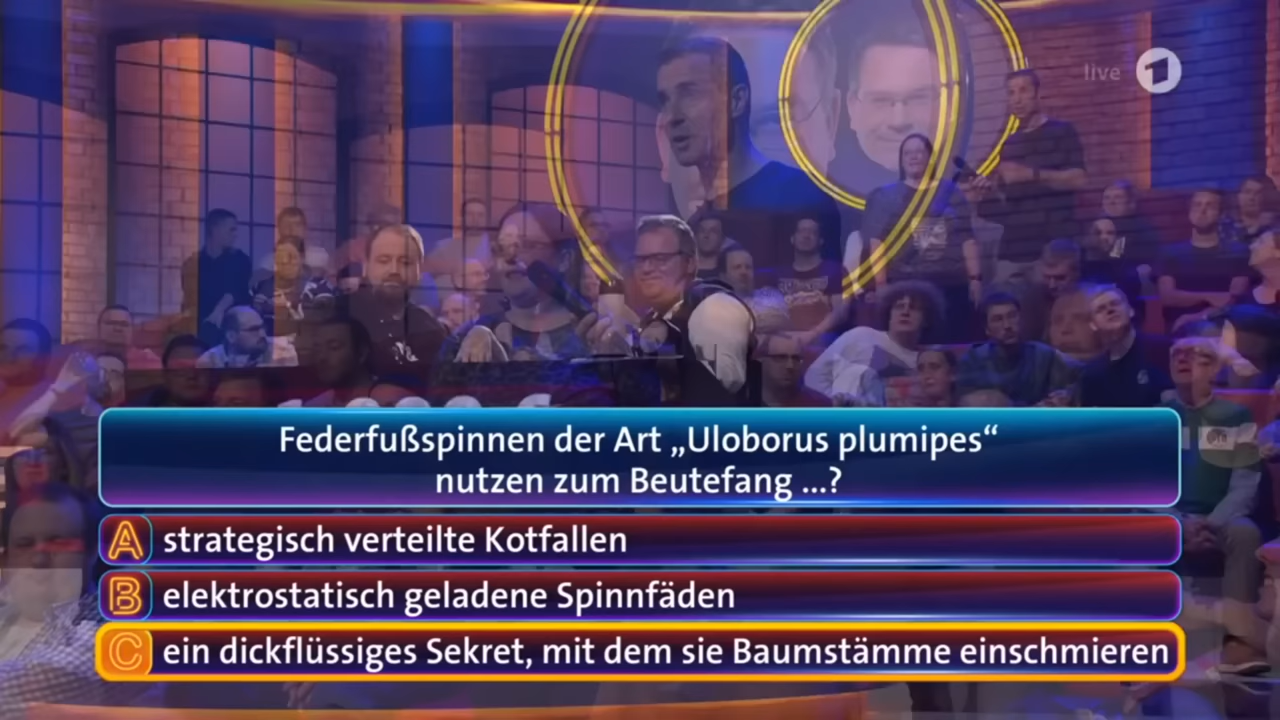 live 1
Federfußspinnen der Art „Uloborus plumipes“
nutzen zum Beutefang ...?
A strategisch verteilte Kotfallen
B elektrostatisch geladene Spinnfäden
C ein dickflüssiges Sekret, mit dem sie Baumstämme einschmieren